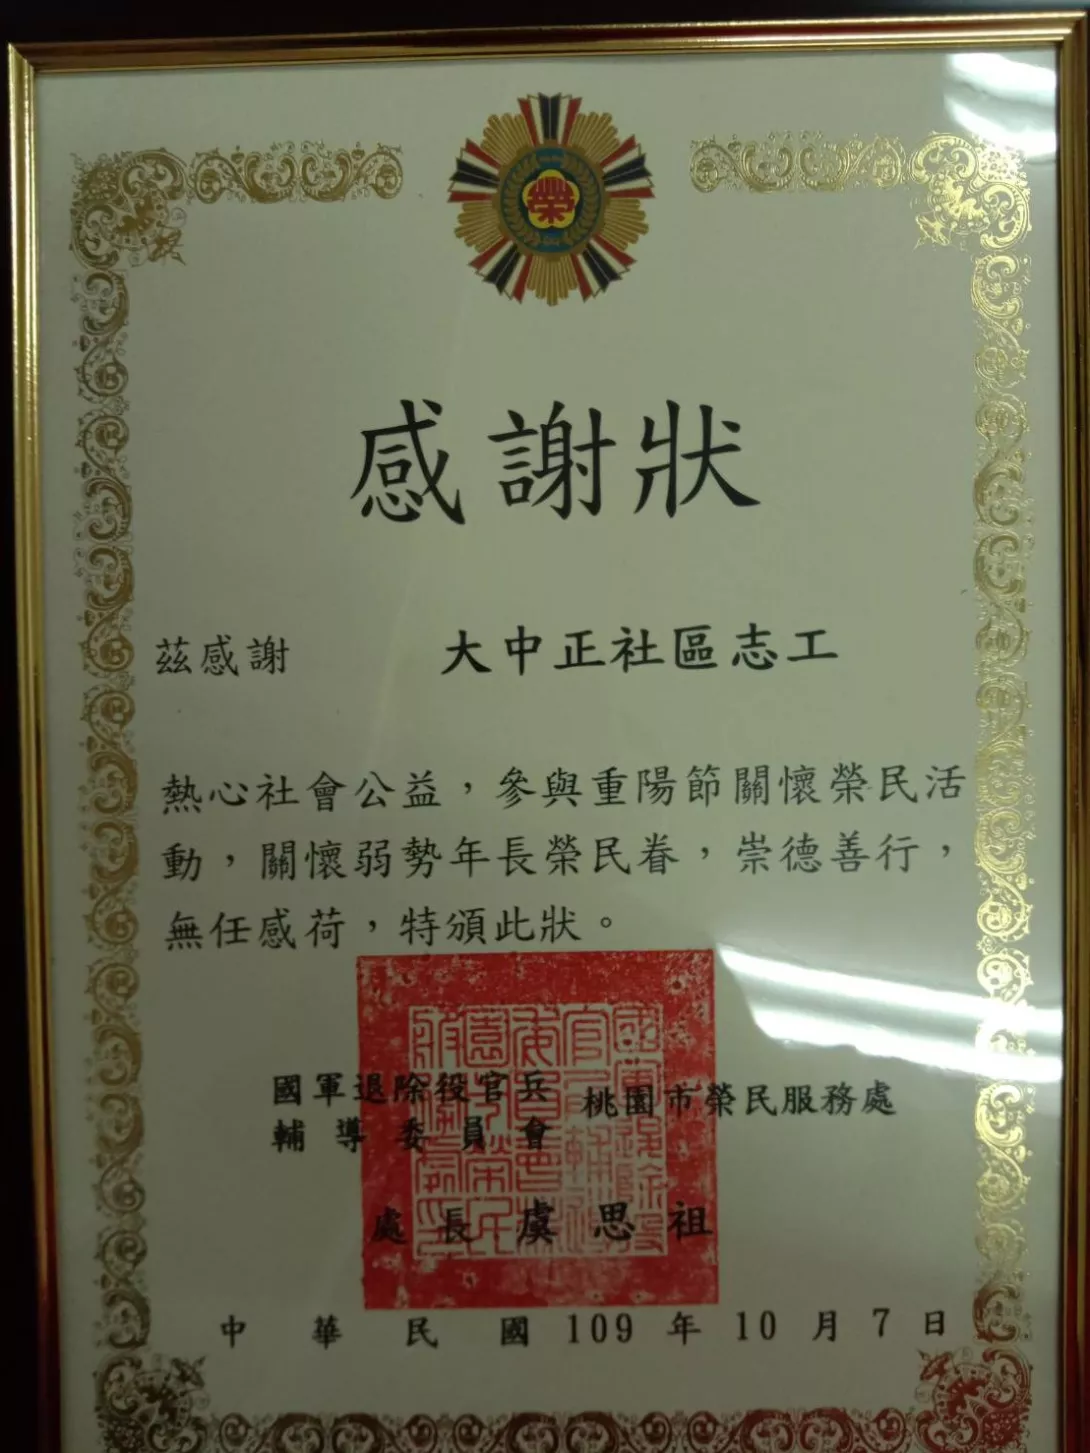 榮
感謝狀
茲感謝 大中正社區志工
熱心社會公益，參與重陽節關懷榮民活
動，關懷弱勢年長榮民眷，崇德善行，
無任感荷，特頒此狀。
國軍退除役官兵
輔導委員會
桃園市榮民服務處
處長 虞思祖
中華民國109年10月7日